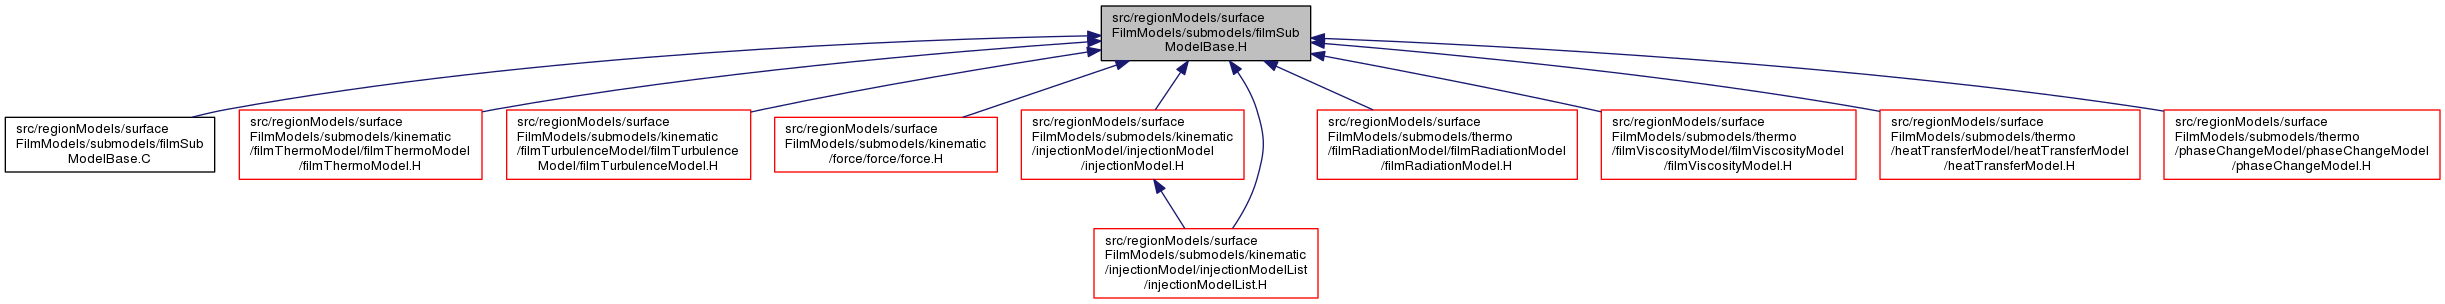 src/regionModels/surface
FilmModels/submodels/filmSub
ModelBase.H
src/regionModels/surface
FilmModels/submodels/filmSub
ModelBase.C
src/regionModels/surface
FilmModels/submodels/kinematic
/filmThermoModel/filmThermoModel
/filmThermoModel.H
src/regionModels/surface
FilmModels/submodels/kinematic
/filmTurbulenceModel/filmTurbulence
Model/filmTurbulenceModel.H
src/regionModels/surface
FilmModels/submodels/kinematic
/force/force/force.H
src/regionModels/surface
FilmModels/submodels/kinematic
/injectionModel/injectionModel
/injectionModel.H
src/regionModels/surface
FilmModels/submodels/thermo
/filmRadiationModel/filmRadiationModel
/filmRadiationModel.H
src/regionModels/surface
FilmModels/submodels/thermo
/filmViscosityModel/filmViscosityModel
/filmViscosityModel.H
src/regionModels/surface
FilmModels/submodels/thermo
/heatTransferModel/heatTransferModel
/heatTransferModel.H
src/regionModels/surface
FilmModels/submodels/thermo
/phaseChangeModel/phaseChangeModel
/phaseChangeModel.H
src/regionModels/surface
FilmModels/submodels/kinematic
/injectionModel/injectionModelList
/injectionModelList.H